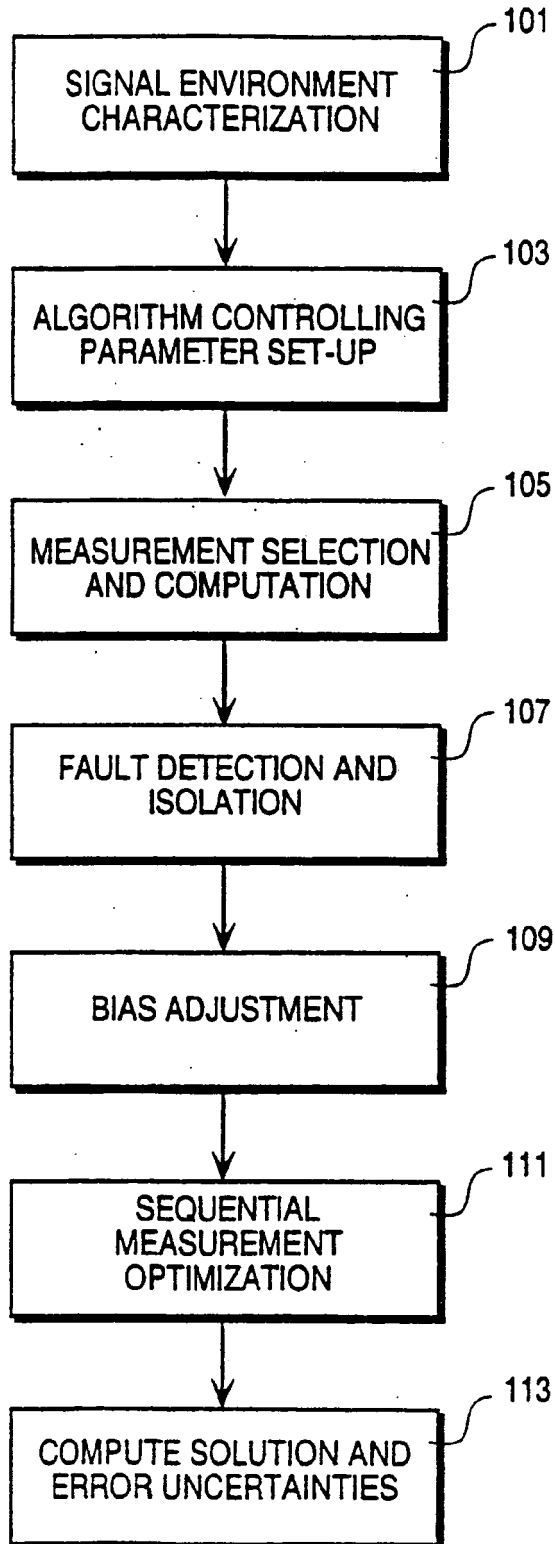 101
SIGNAL ENVIRONMENT
CHARACTERIZATION
103
ALGORITHM CONTROLLING
PARAMETER SET-UP
105
MEASUREMENT SELECTION
AND COMPUTATION
107
FAULT DETECTION AND
ISOLATION
109
BIAS ADJUSTMENT
111
SEQUENTIAL
MEASUREMENT
OPTIMIZATION
113
COMPUTE SOLUTION AND
ERROR UNCERTAINTIES